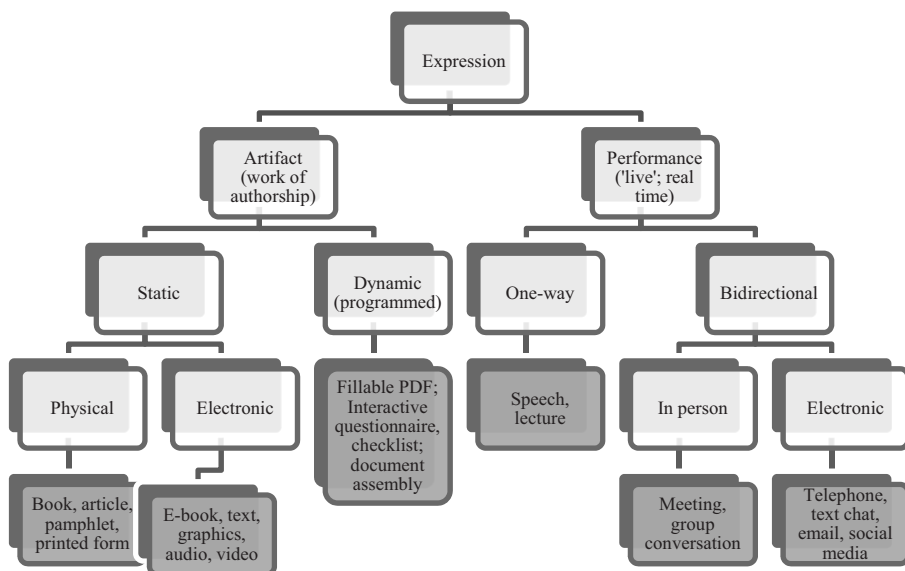 Expression
Artifact
(work of
authorship)
Performance
('live'; real
time)
Static
Dynamic
(programmed)
One-way
Bidirectional
Physical
Electronic
Fillable PDF;
Interactive
questionnaire,
checklist;
document
assembly
Speech,
lecture
In person
Electronic
Book, article,
pamphlet,
printed form
E-book, text,
graphics,
audio, video
Meeting,
group
conversation
Telephone,
text chat,
email, social
media